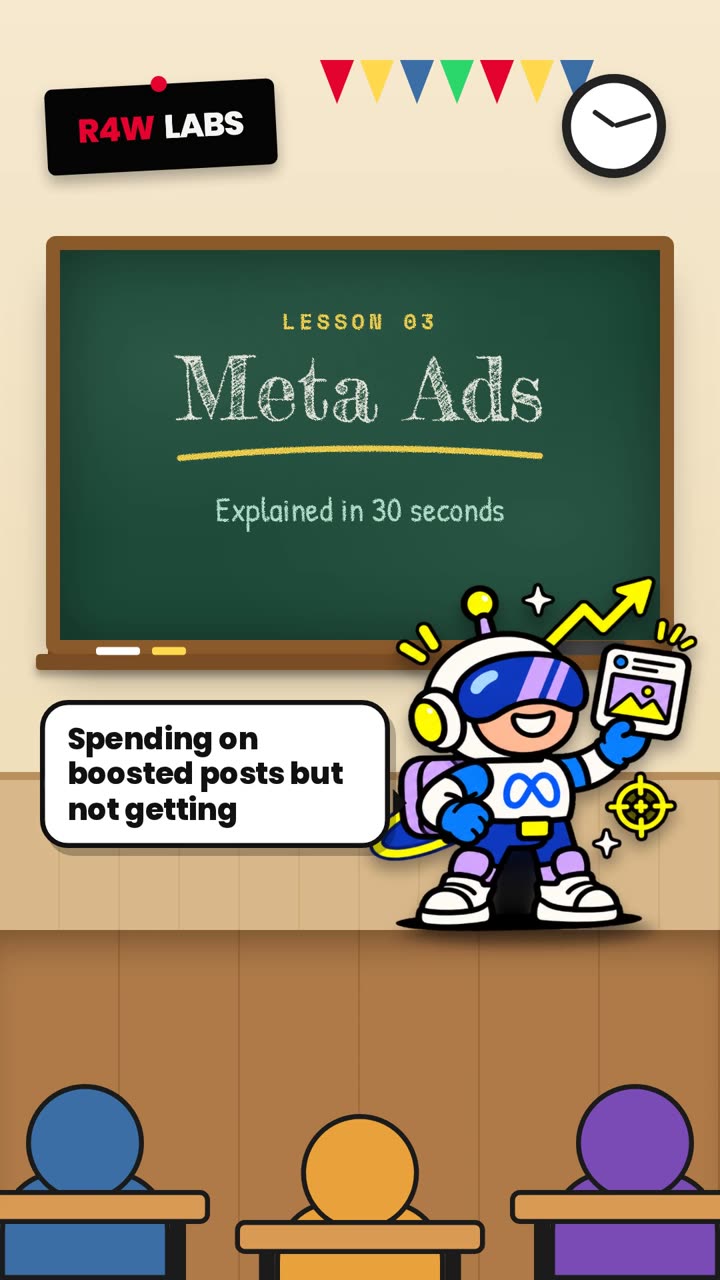 R4W LABS
LESSON 03
Meta Ads
Explained in 30 seconds
Spending on
boosted posts but
not getting